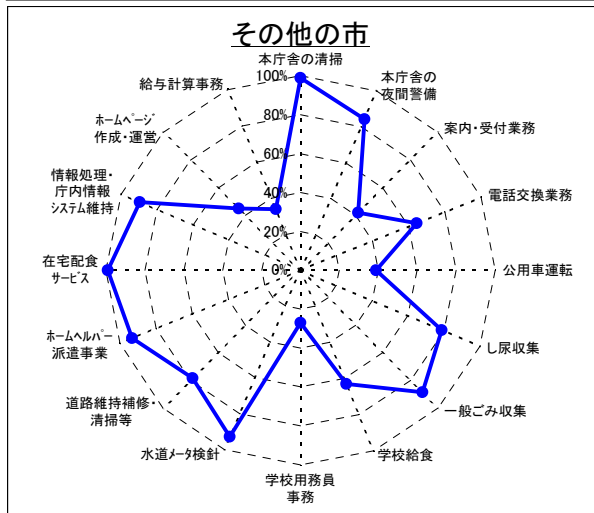 その他の市
本庁舎の清掃
本庁舎の
夜間警備
案内・受付業務
電話交換業務
公用車運転
し尿収集
一般ごみ収集
学校給食
学校用務員
事務
水道ﾒｰﾀ検針
道路維持補修・
清掃等
ﾎｰﾑﾍﾙﾊﾟｰ
派遣事業
在宅配食
ｻｰﾋﾞｽ
情報処理・
庁内情報
ｼｽﾃﾑ維持
ﾎｰﾑﾍﾟｰｼﾞ
作成・運営
給与計算事務
100%
80%
60%
40%
20%
0%